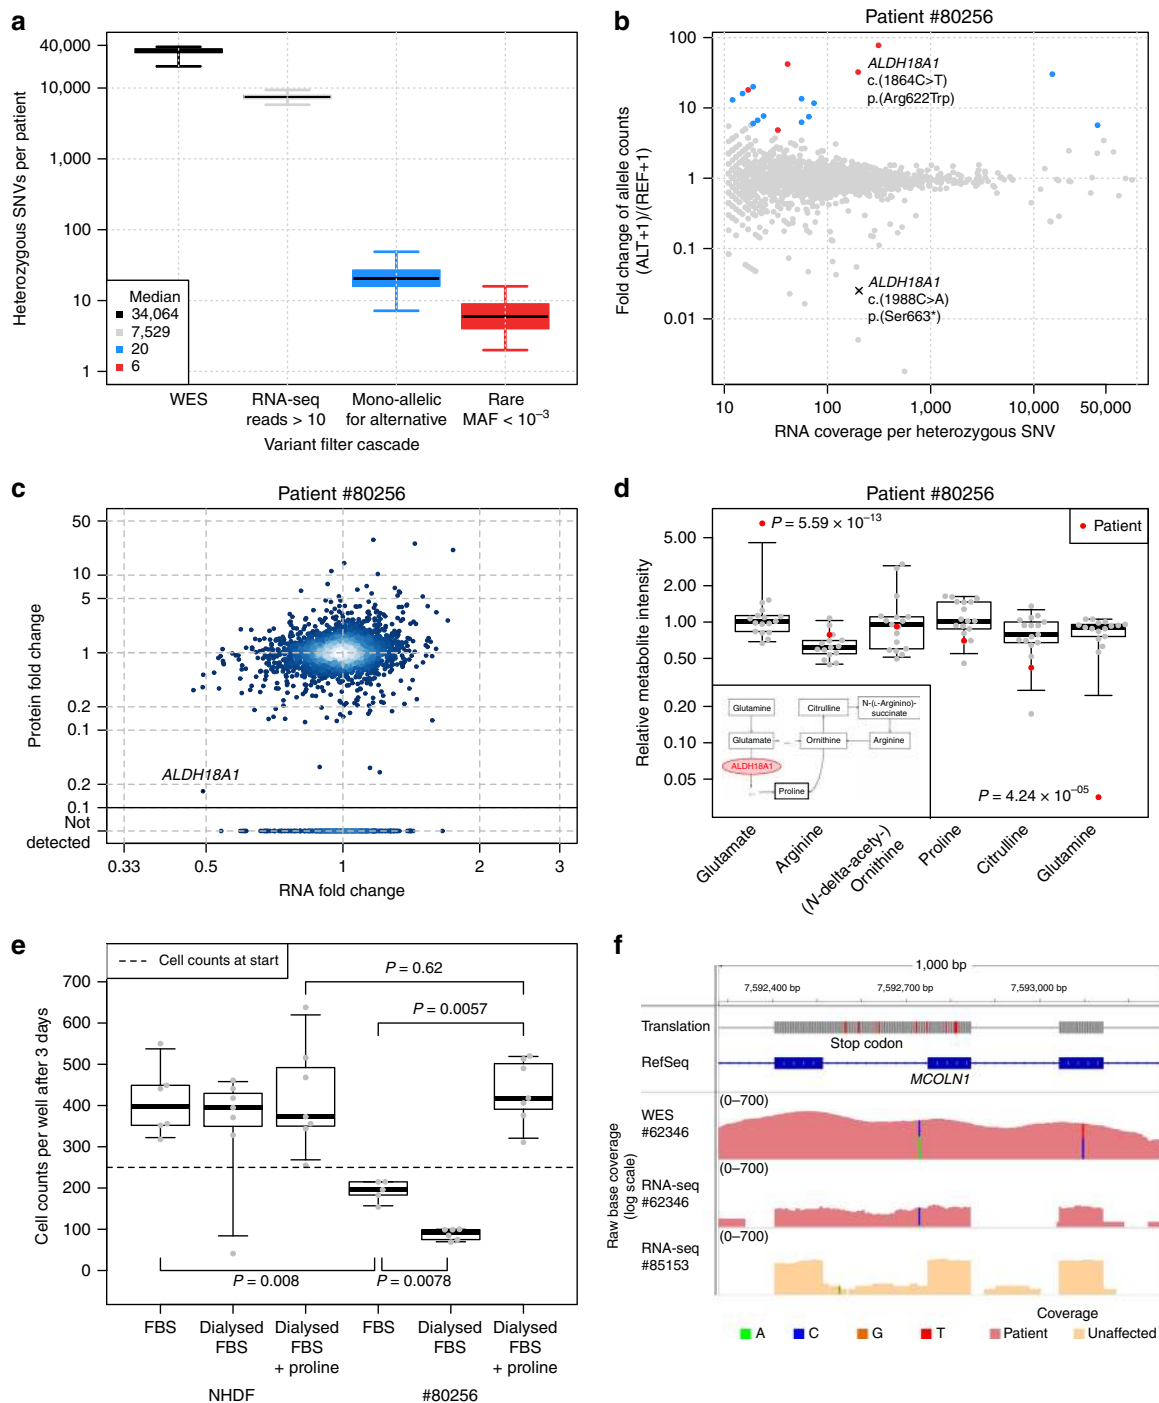 a
40,000
10,000
1,000
100
10
1
Heterozygous SNVs per patient
Median
34,064
7,529
20
6
WES
RNA-seq
reads > 10
Mono-allelic
for alternative
Rare
MAF < 10⁻³
Variant filter cascade
b
Patient #80256
100
10
1
0.1
0.01
Fold change of allele counts
(ALT+1)/(REF+1)
ALDH18A1
c.(1864C>T)
p.(Arg622Trp)
ALDH18A1
c.(1988C>A)
p.(Ser663*)
10
100
1,000
10,000
50,000
RNA coverage per heterozygous SNV
c
Patient #80256
50
10
5
1
0.2
0.1
0.2
0.1
Not
detected
Protein fold change
ALDH18A1
0.33
0.5
1
2
3
RNA fold change
d
Patient #80256
5.00
2.00
1.00
0.50
0.20
0.10
0.05
Relative metabolite intensity
P = 5.59 × 10⁻¹³
Patient
Glutamine
Citrulline
N-(L-Arginino)-
succinate
Glutamate
Ornithine
Arginine
ALDH18A1
Proline
P = 4.24 × 10⁻⁰⁵
Glutamate
Arginine
(N-delta-acety-)
Ornithine
Proline
Citrulline
Glutamine
e
Cell counts at start
700
600
500
400
300
200
100
0
Cell counts per well after 3 days
P = 0.62
P = 0.0057
P = 0.008
P = 0.0078
FBS
Dialysed
FBS
Dialysed
FBS
+ proline
FBS
Dialysed
FBS
Dialysed
FBS
+ proline
NHDF
#80256
f
1,000 bp
7,592,400 bp
7,592,700 bp
7,593,000 bp
Translation
Stop codon
RefSeq
MCOLN1
Raw base coverage
(log scale)
(0–700)
WES
#62346
(0–700)
RNA-seq
#62346
(0–700)
RNA-seq
#85153
Coverage
A
C
G
T
Patient
Unaffected